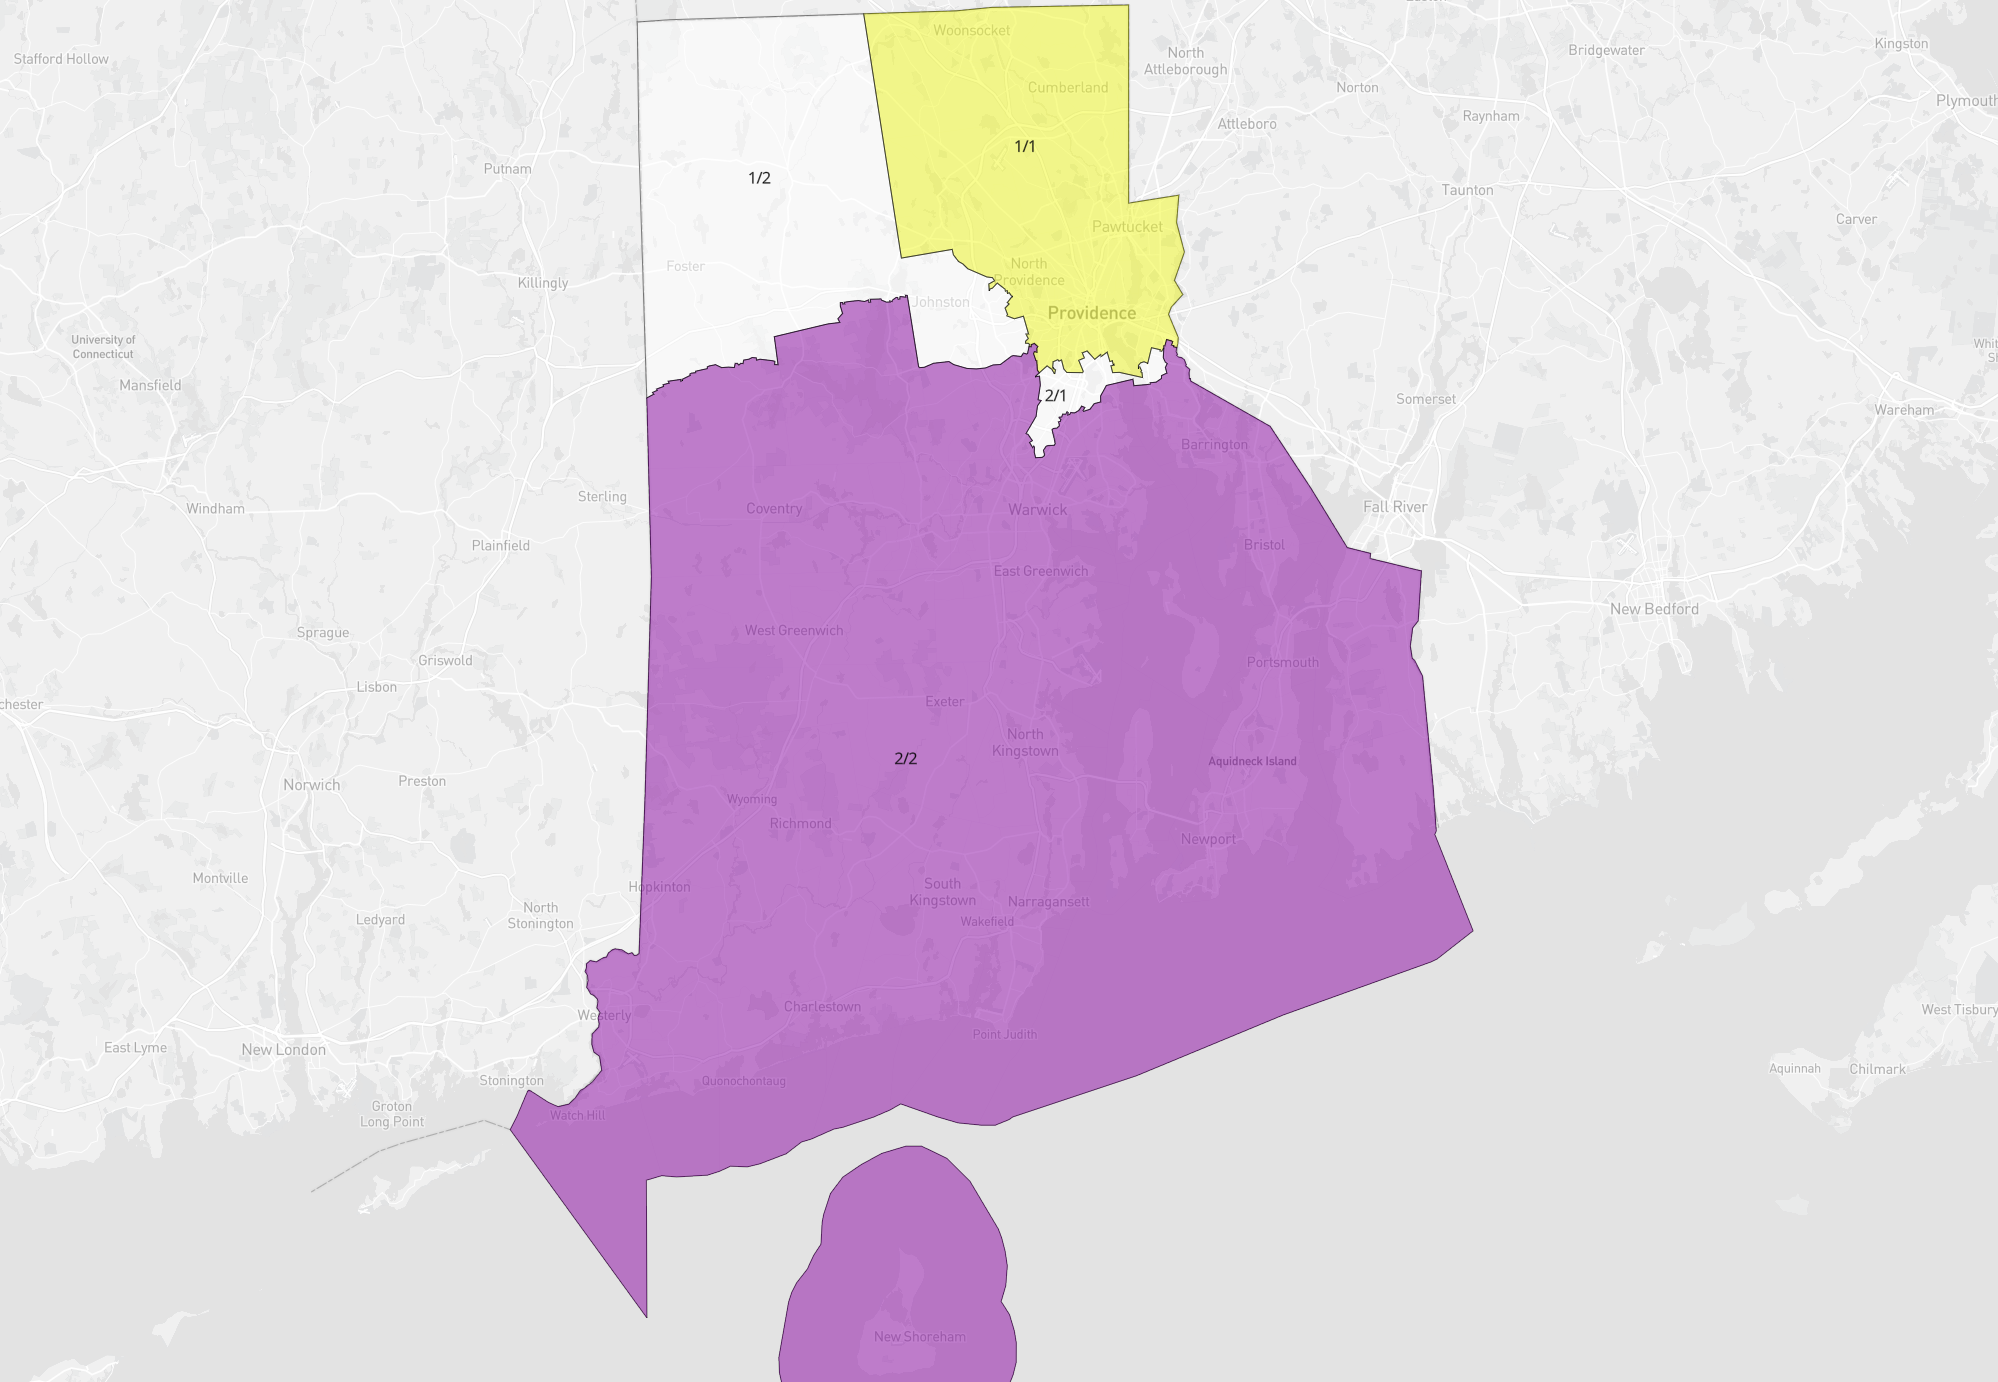 Stafford Hollow
Woonsocket
North
Attleborough
Bridgewater
Kingston
Cumberland
Norton
Plymouth
Attleboro
Raynham
1/1
Putnam
1/2
Taunton
Carver
Pawtucket
Foster
North
Providence
Killingly
Johnston
Providence
University of
Connecticut
Mansfield
2/1
Somerset
Wareham
Barrington
Sterling
Windham
Coventry
Warwick
Fall River
Plainfield
Bristol
East Greenwich
New Bedford
Sprague
West Greenwich
Griswold
Portsmouth
Lisbon
chester
Exeter
North
Kingstown
2/2
Aquidneck Island
Norwich
Preston
Wyoming
Richmond
Newport
Montville
Hopkinton
South
Kingstown
Narragansett
North
Stonington
Ledyard
Wakefield
Charlestown
Westerly
West Tisbury
Point Judith
East Lyme
New London
Aquinnah
Chilmark
Stonington
Quonochontaug
Groton
Long Point
Watch Hill
New Shoreham